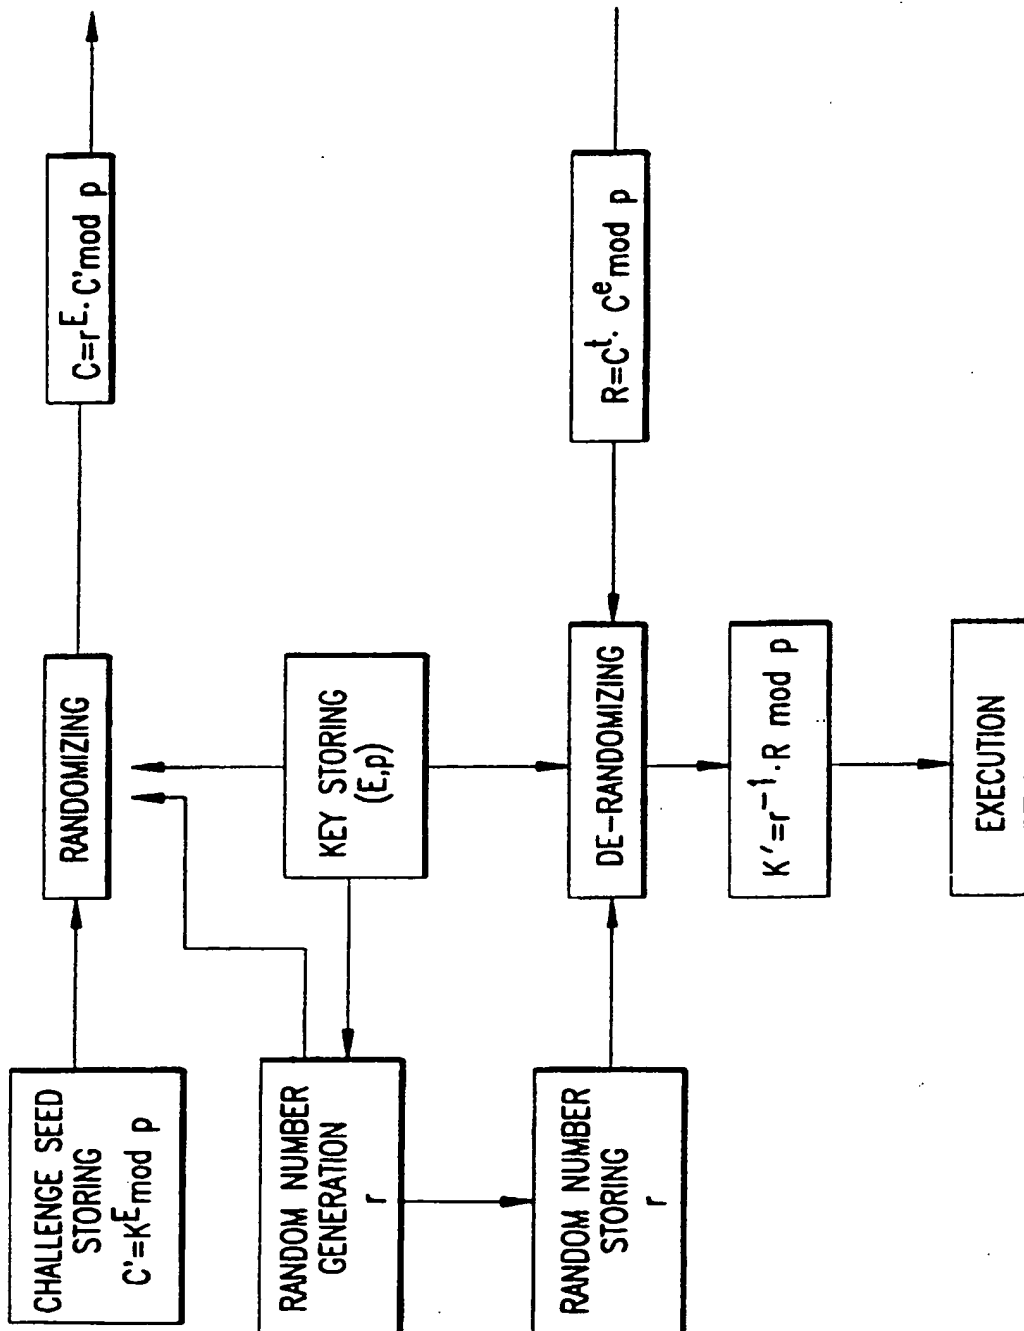 CHALLENGE SEED
STORING
C'=K^E mod p
RANDOMIZING
C=r^E. C'mod p
RANDOM NUMBER
GENERATION
r
KEY STORING
(E,p)
RANDOM NUMBER
STORING
r
DE-RANDOMIZING
R=C^t. C^e mod p
K'=r^-1.R mod p
EXECUTION